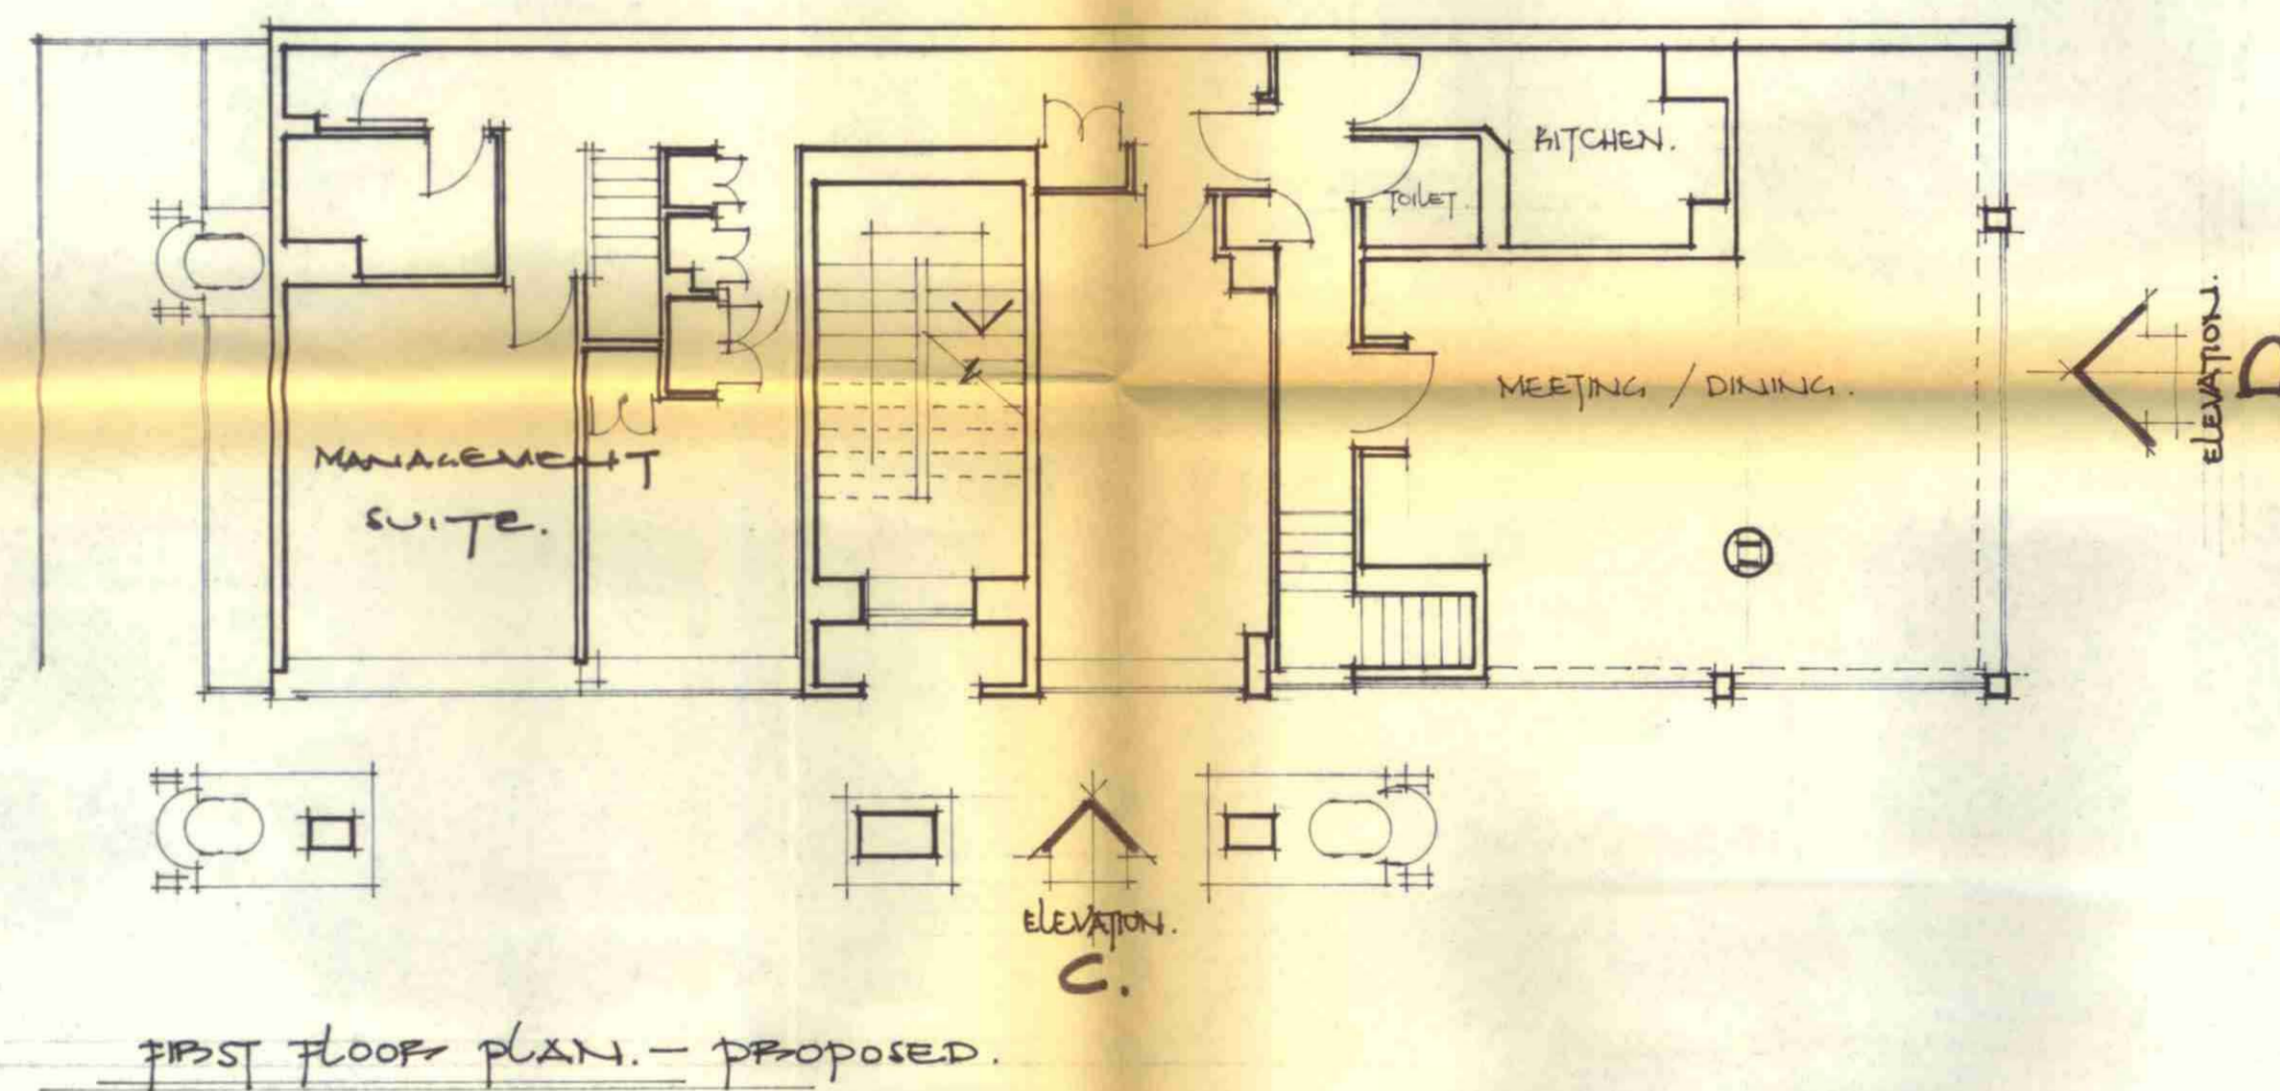 KITCHEN.
TOILET.
MEETING / DINING.
ELEVATION.
D
MANAGEMENT
SUITE.
ELEVATION.
C.
FIRST FLOOR PLAN. - PROPOSED.